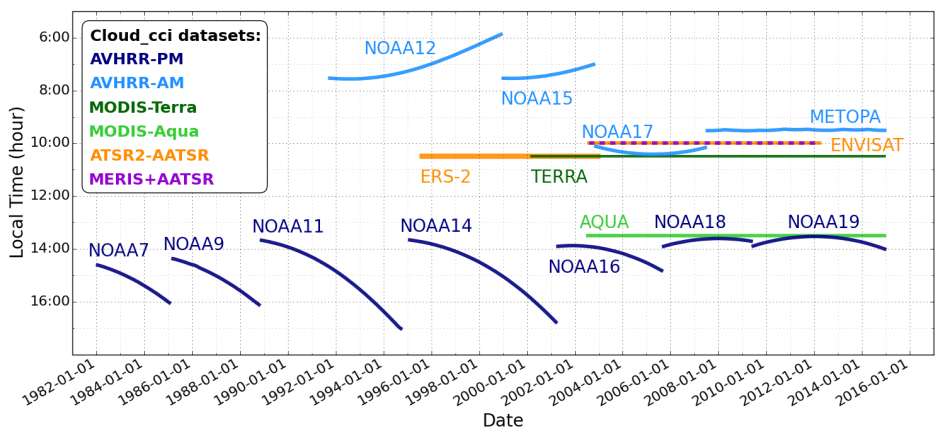 Cloud_cci datasets:
AVHRR-PM
AVHRR-AM
MODIS-Terra
MODIS-Aqua
ATSR2-AATSR
MERIS+AATSR
NOAA12
NOAA15
METOPA
NOAA17
ENVISAT
ERS-2
TERRA
AQUA
NOAA18
NOAA19
NOAA11
NOAA14
NOAA7
NOAA9
NOAA16
Local Time (hour)
6:00
8:00
10:00
12:00
14:00
16:00
1982-01-01
1984-01-01
1986-01-01
1988-01-01
1990-01-01
1992-01-01
1994-01-01
1996-01-01
1998-01-01
2000-01-01
2002-01-01
2004-01-01
2006-01-01
2008-01-01
2010-01-01
2012-01-01
2014-01-01
2016-01-01
Date